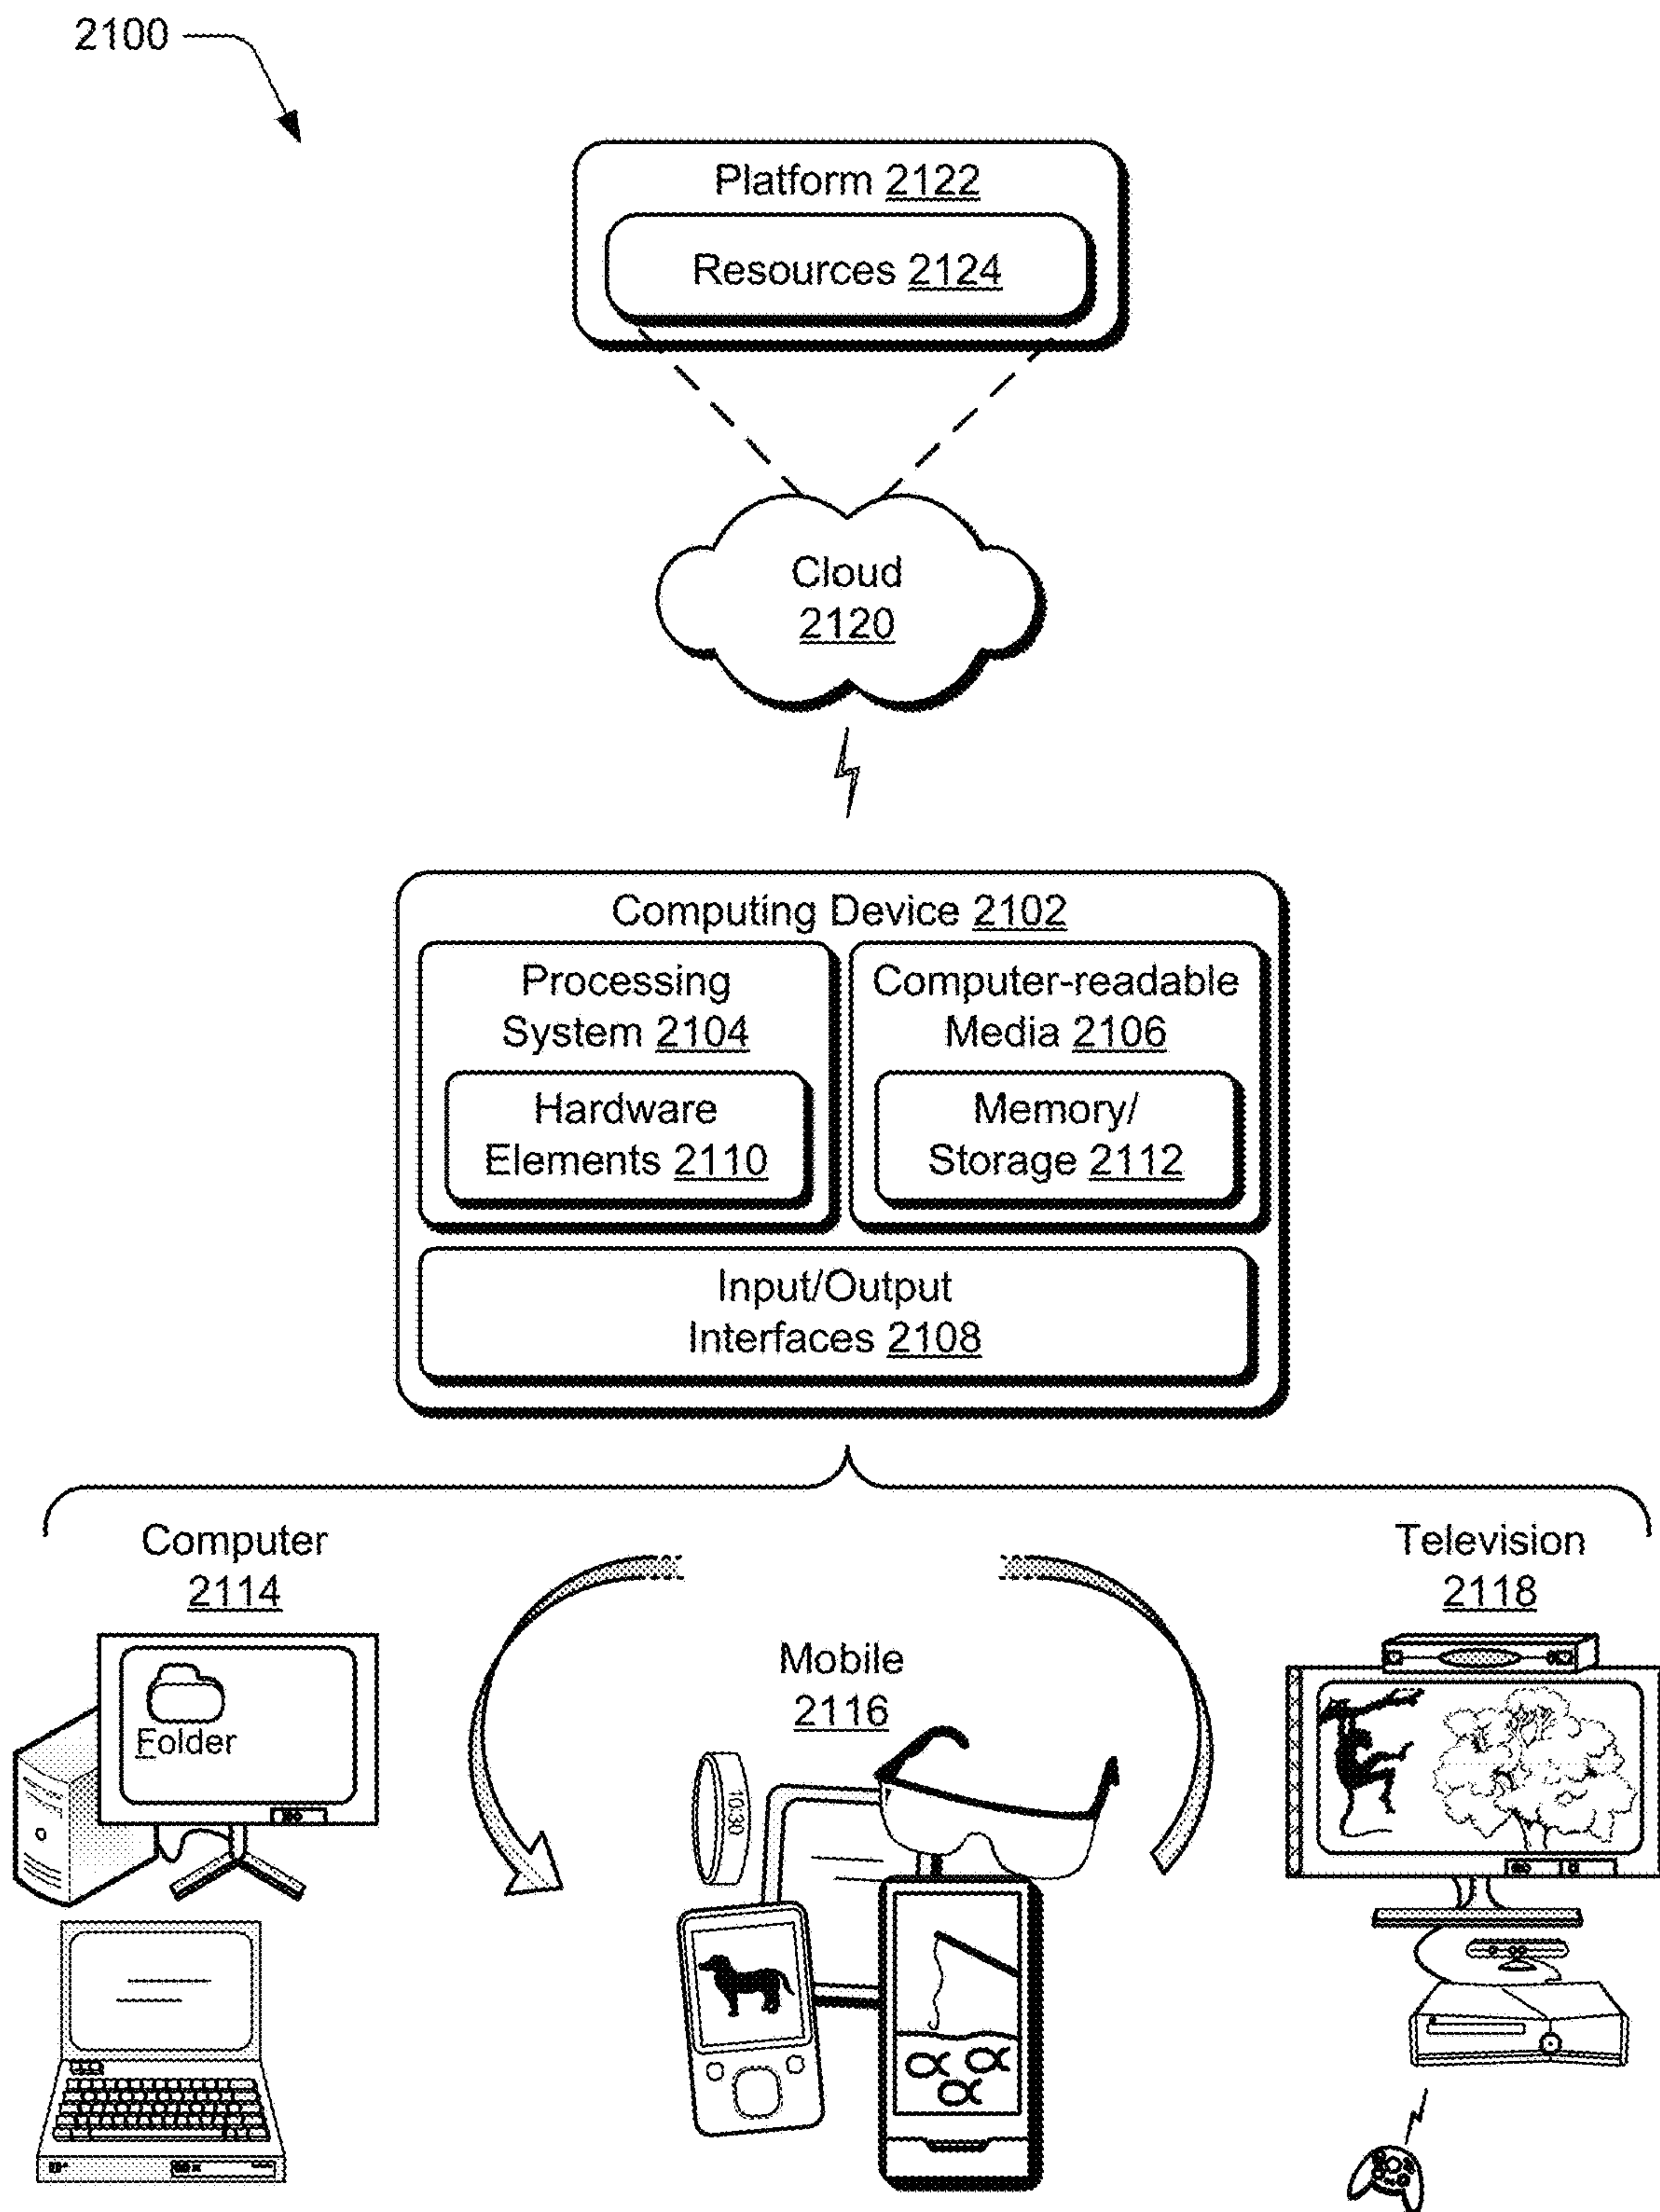 2100
Platform 2122
Resources 2124
Cloud
2120
Computing Device 2102
Processing
System 2104
Computer-readable
Media 2106
Hardware
Elements 2110
Memory/
Storage 2112
Input/Output
Interfaces 2108
Computer
2114
Mobile
2116
Television
2118
Folder
10:30